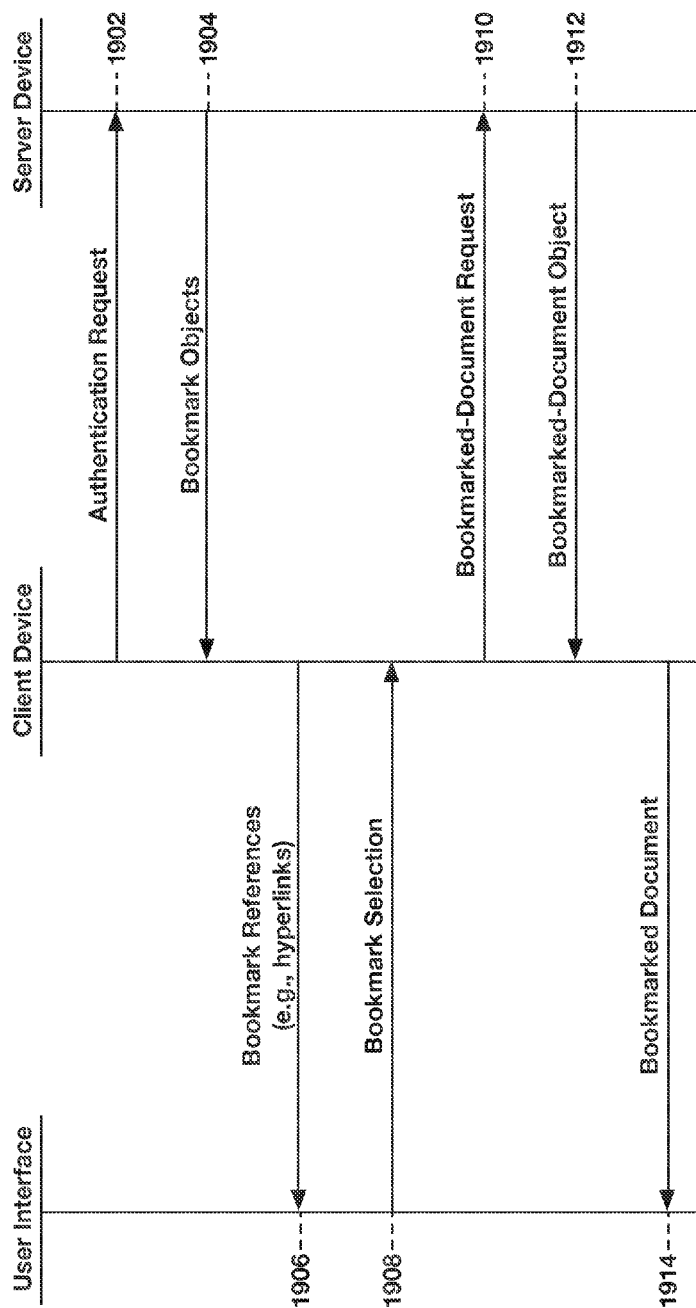 User Interface
Client Device
Server Device
Authentication Request
1902
Bookmark Objects
1904
1906
Bookmark References
(e.g., hyperlinks)
1908
Bookmark Selection
Bookmarked-Document Request
1910
Bookmarked-Document Object
1912
1914
Bookmarked Document